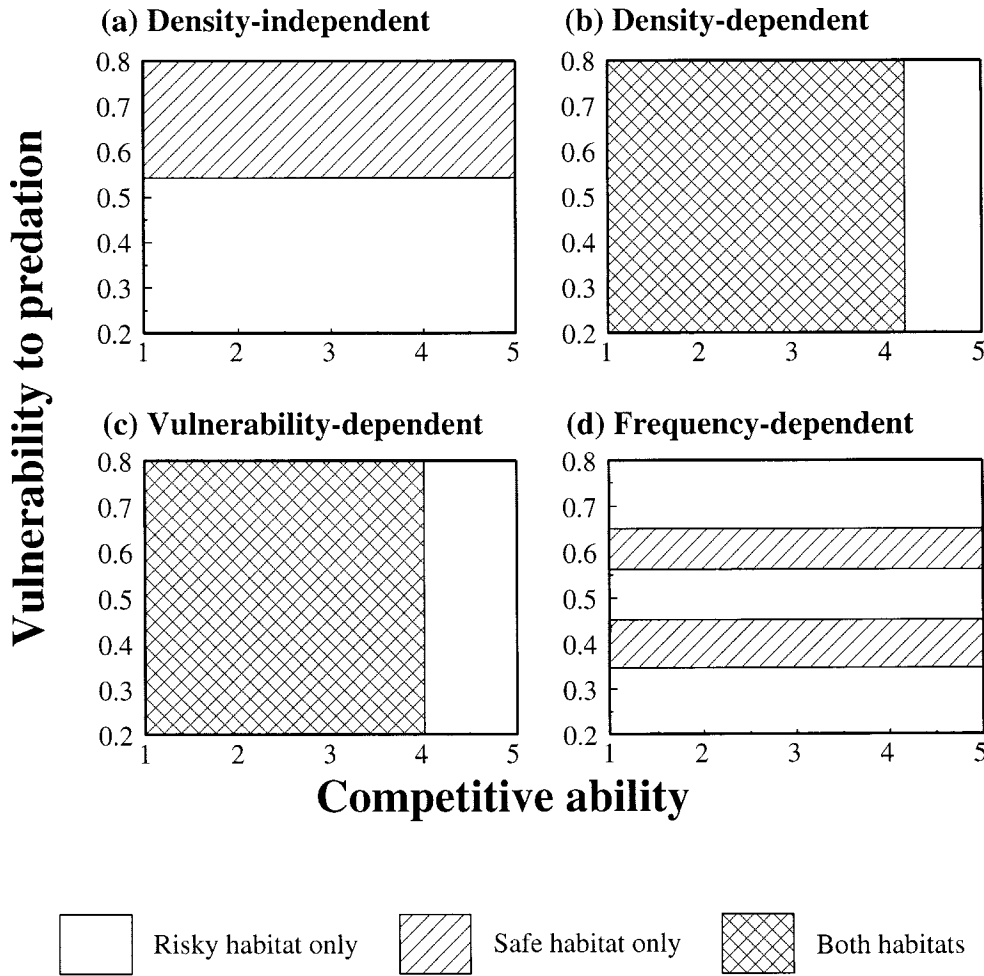 (a) Density-independent
(b) Density-dependent
0.8
0.7
0.6
0.5
0.4
0.3
0.2
1 2 3 4 5
0.8
0.7
0.6
0.5
0.4
0.3
0.2
1 2 3 4 5
Vulnerability to predation
(c) Vulnerability-dependent
(d) Frequency-dependent
0.8
0.7
0.6
0.5
0.4
0.3
0.2
1 2 3 4 5
0.8
0.7
0.6
0.5
0.4
0.3
0.2
1 2 3 4 5
Competitive ability
Risky habitat only
Safe habitat only
Both habitats